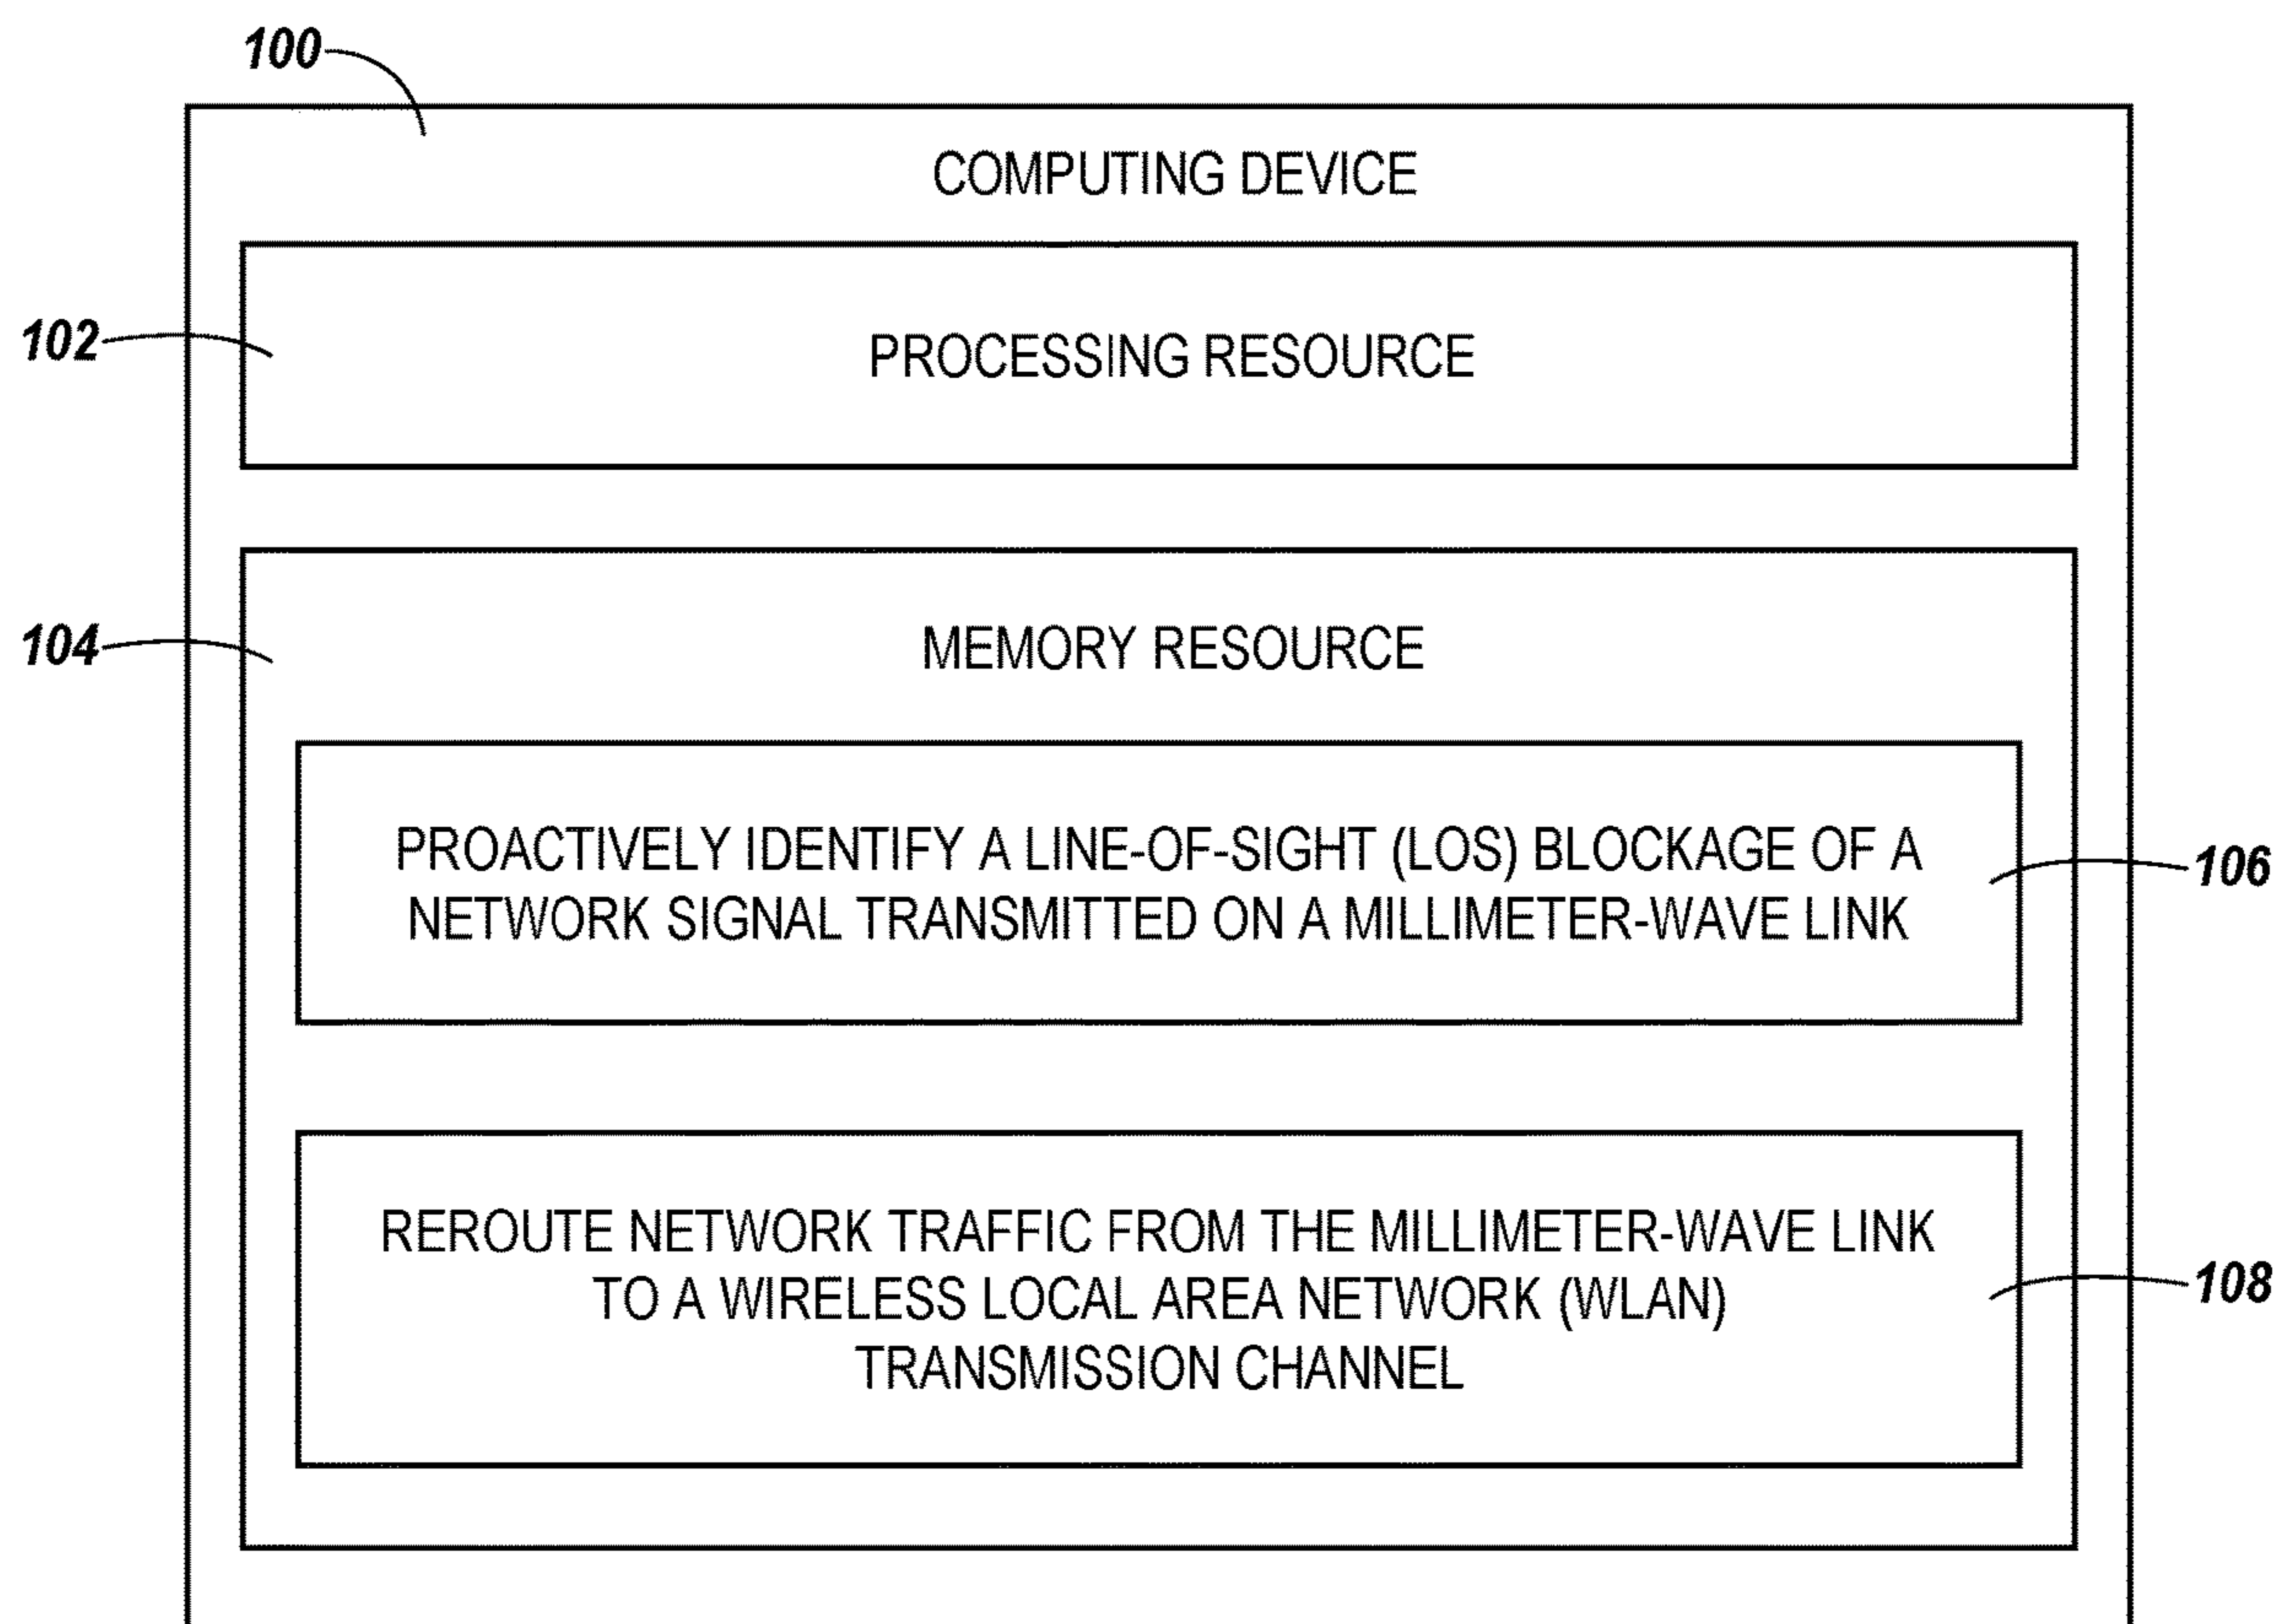 100
COMPUTING DEVICE
102
PROCESSING RESOURCE
104
MEMORY RESOURCE
PROACTIVELY IDENTIFY A LINE-OF-SIGHT (LOS) BLOCKAGE OF A
NETWORK SIGNAL TRANSMITTED ON A MILLIMETER-WAVE LINK
106
REROUTE NETWORK TRAFFIC FROM THE MILLIMETER-WAVE LINK
TO A WIRELESS LOCAL AREA NETWORK (WLAN)
TRANSMISSION CHANNEL
108